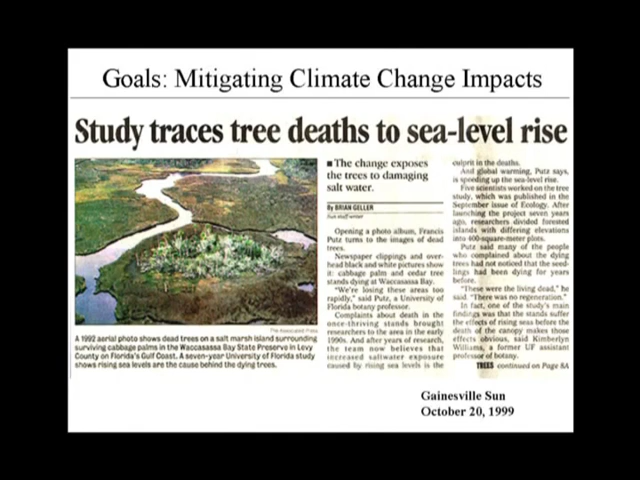 Goals: Mitigating Climate Change Impacts
Study traces tree deaths to sea-level rise
The Associated Press
A 1992 aerial photo shows dead trees on a salt marsh island surrounding
surviving cabbage palms in the Waccasassa Bay State Preserve in Levy
County on Florida's Gulf Coast. A seven-year University of Florida study
shows rising sea levels are the cause behind the dying trees.
■ The change exposes
the trees to damaging
salt water.
By BRIAN GELLER
Sun staff writer
Opening a photo album, Francis
Putz turns to the images of dead
trees.
Newspaper clippings and over-
head black and white pictures show
it: cabbage palm and cedar tree
stands dying at Waccasassa Bay.
"We're losing these areas too
rapidly," said Putz, a University of
Florida botany professor.
Complaints about death in the
once-thriving stands brought
researchers to the area in the early
1990s. And after years of research,
the team now believes that
increased saltwater exposure
caused by rising sea levels is the
culprit in the deaths.
And global warming, Putz says,
is speeding up the sea-level rise.
Five scientists worked on the tree
study, which was published in the
September issue of Ecology. After
launching the project seven years
ago, researchers divided forested
islands with differing elevations
into 400-square-meter plots.
Putz said many of the people
who complained about the dying
trees had not noticed that the seed-
lings had been dying for years
before.
"These were the living dead," he
said. "There was no regeneration."
In fact, one of the study's main
findings was that the stands suffer
the effects of rising seas before the
death of the canopy makes those
effects obvious, said Kimberlyn
Williams, a former UF assistant
professor of botany.
TREES continued on Page 8A
Gainesville Sun
October 20, 1999